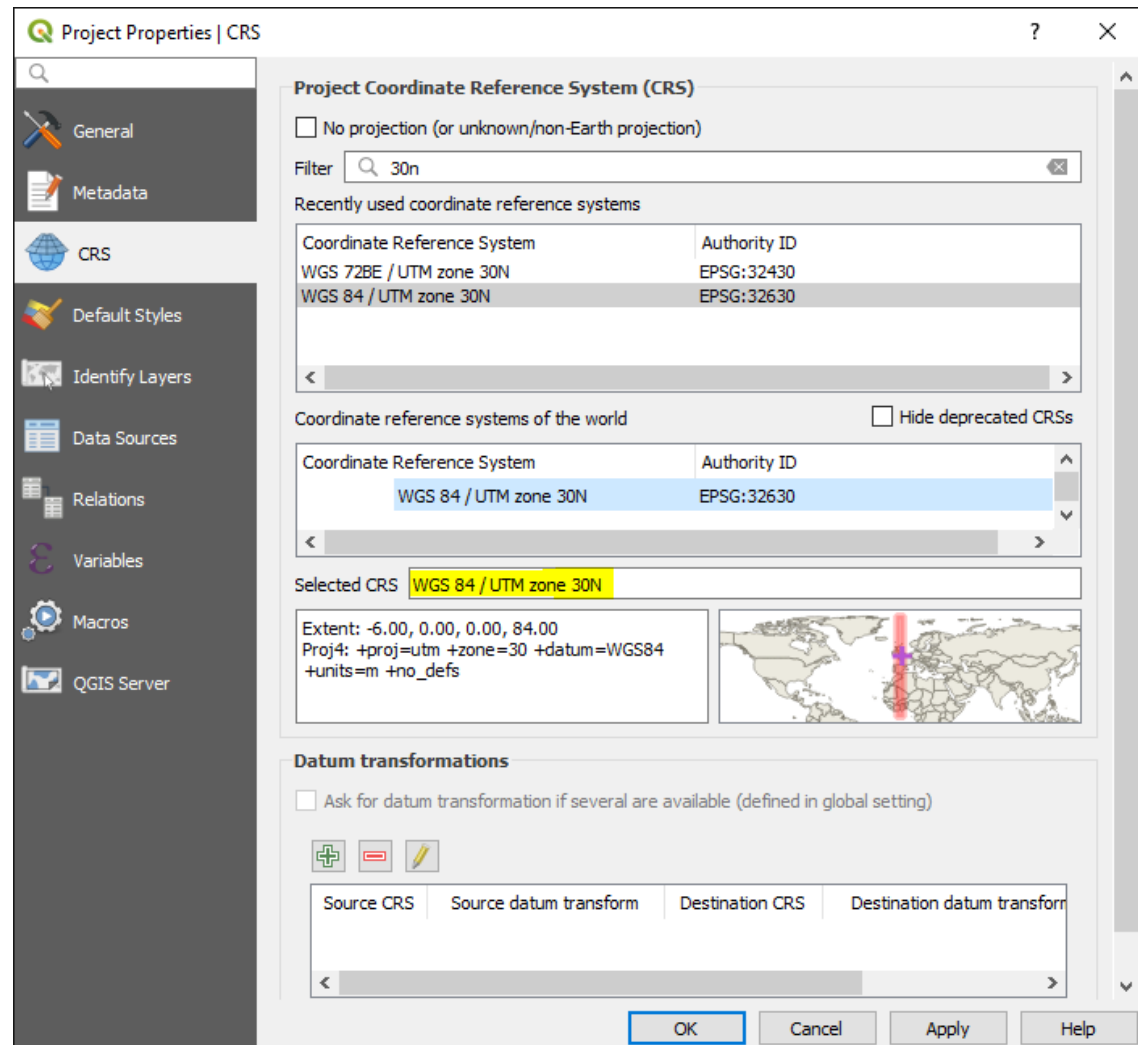 Project Properties | CRS
?
General
Metadata
CRS
Default Styles
Identify Layers
Data Sources
Relations
Variables
Macros
QGIS Server
Project Coordinate Reference System (CRS)
No projection (or unknown/non-Earth projection)
Filter 30n
Recently used coordinate reference systems
Coordinate Reference System Authority ID
WGS 72BE / UTM zone 30N EPSG:32430
WGS 84 / UTM zone 30N EPSG:32630
Coordinate reference systems of the world Hide deprecated CRSs
Coordinate Reference System Authority ID
WGS 84 / UTM zone 30N EPSG:32630
Selected CRS WGS 84 / UTM zone 30N
Extent: -6.00, 0.00, 0.00, 84.00
Proj4: +proj=utm +zone=30 +datum=WGS84
+units=m +no_defs
Datum transformations
Ask for datum transformation if several are available (defined in global setting)
Source CRS Source datum transform Destination CRS Destination datum transforr
OK Cancel Apply Help